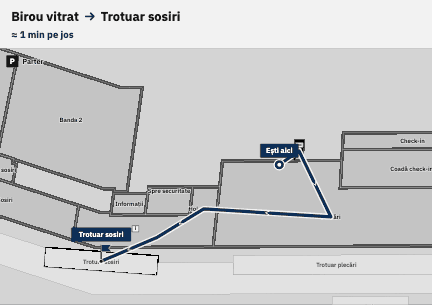 Birou vitrat → Trotuar sosiri
≈ 1 min pe jos
P Parter
Banda 2
Ești aici
Check-in
Coadă check-in
sosiri
Spre securitate
Informații
Trotuar sosiri
i
Trotuar plecări